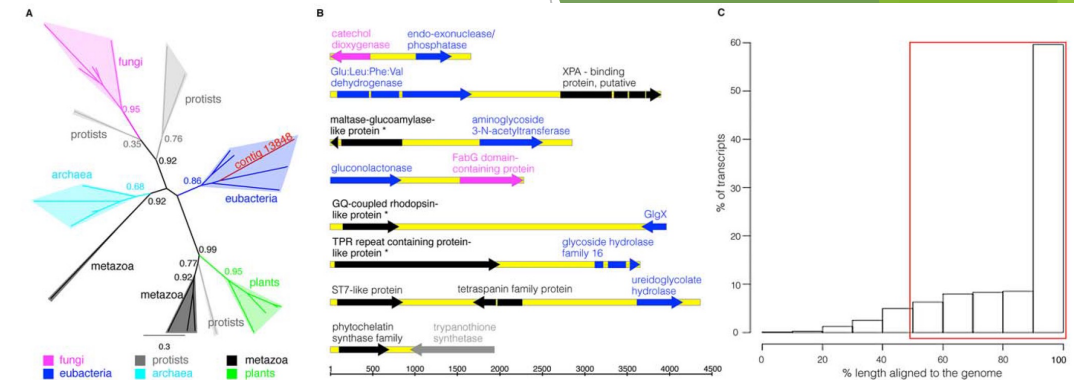 A
fungi
0.95
protists
protists
0.76
0.35
0.92
contig 13848
archaea
0.68
0.86
eubacteria
0.92
metazoa
0.99
0.77
0.92
0.95
plants
metazoa
protists
0.3
fungi
protists
metazoa
eubacteria
archaea
plants
B
catechol
dioxygenase
endo-exonuclease/
phosphatase
Glu:Leu:Phe:Val
dehydrogenase
XPA - binding
protein, putative
maltase-glucoamylase-
like protein *
aminoglycoside
3-N-acetyltransferase
gluconolactonase
FabG domain-
containing protein
GQ-coupled rhodopsin-
like protein *
GlgX
TPR repeat containing protein-
like protein *
glycoside hydrolase
family 16
ST7-like protein
tetraspanin family protein
ureidoglycolate
hydrolase
phytochelatin
synthase family
trypanothione
synthetase
1 500 1000 1500 2000 2500 3000 3500 4000 4500
C
% of transcripts
60
50
40
30
20
10
0
0 20 40 60 80 100
% length aligned to the genome